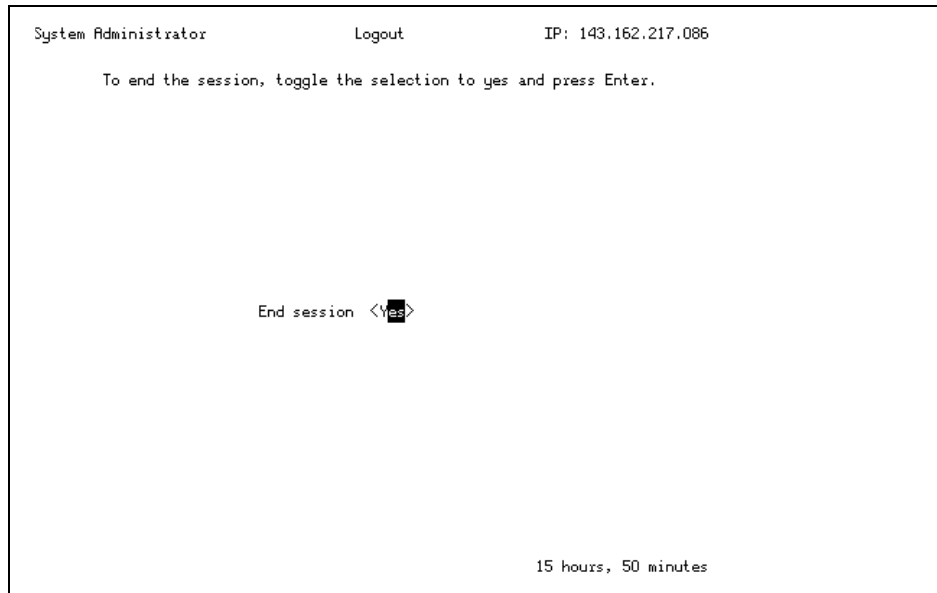 System Administrator Logout IP: 143.162.217.086
To end the session, toggle the selection to yes and press Enter.
End session <Yes>
15 hours, 50 minutes